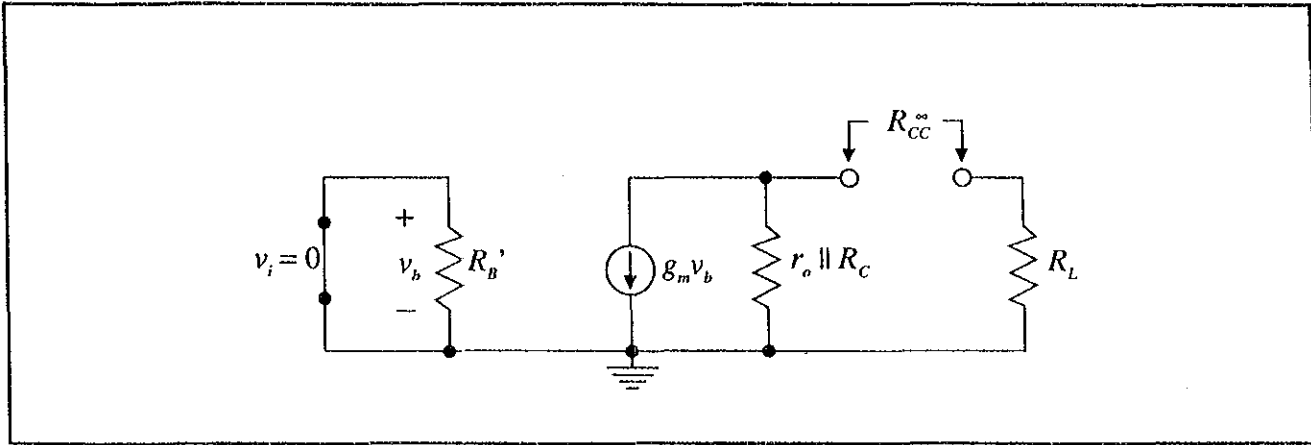 R_CC^∞
+
v_i = 0
v_b
R_B'
g_m v_b
r_o || R_C
R_L
−